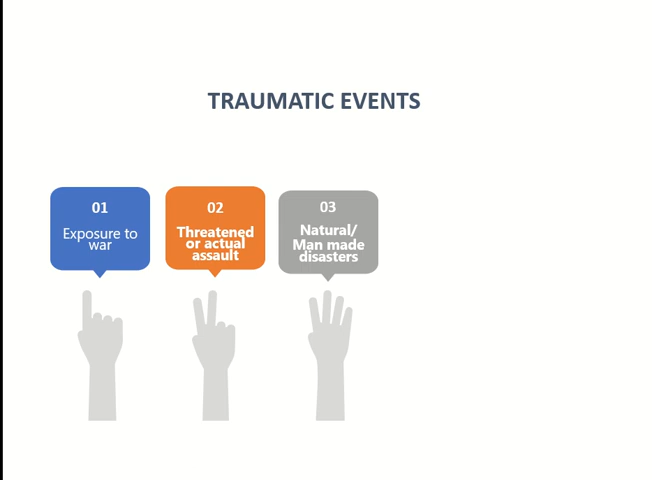 TRAUMATIC EVENTS
01
Exposure to
war
02
Threatened
or actual
assault
03
Natural/
Man made
disasters